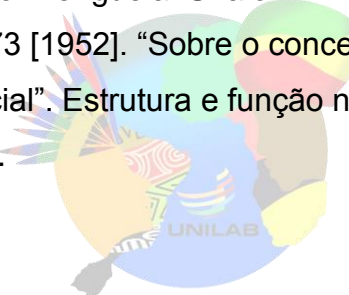 73 [1952]. “Sobre o conce
cial”. Estrutura e função n
.
UNILAB